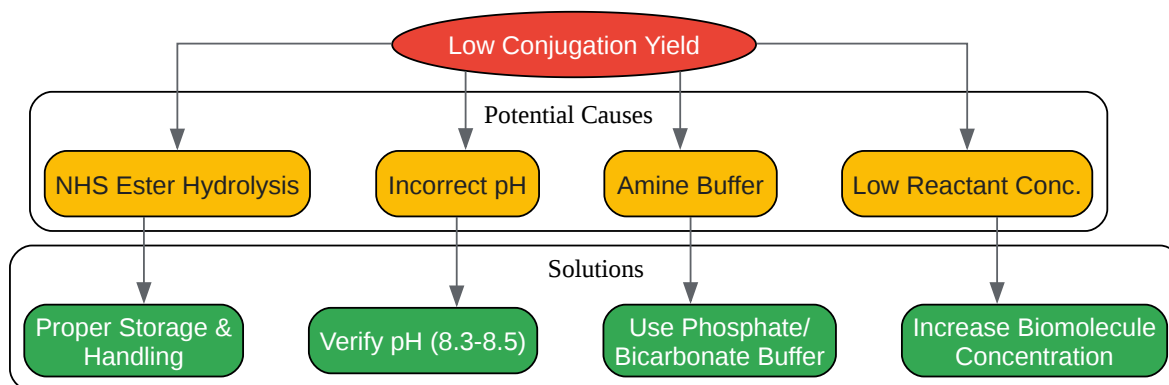 Low Conjugation Yield
Potential Causes
NHS Ester Hydrolysis
Incorrect pH
Amine Buffer
Low Reactant Conc.
Solutions
Proper Storage &
Handling
Verify pH (8.3-8.5)
Use Phosphate/
Bicarbonate Buffer
Increase Biomolecule
Concentration